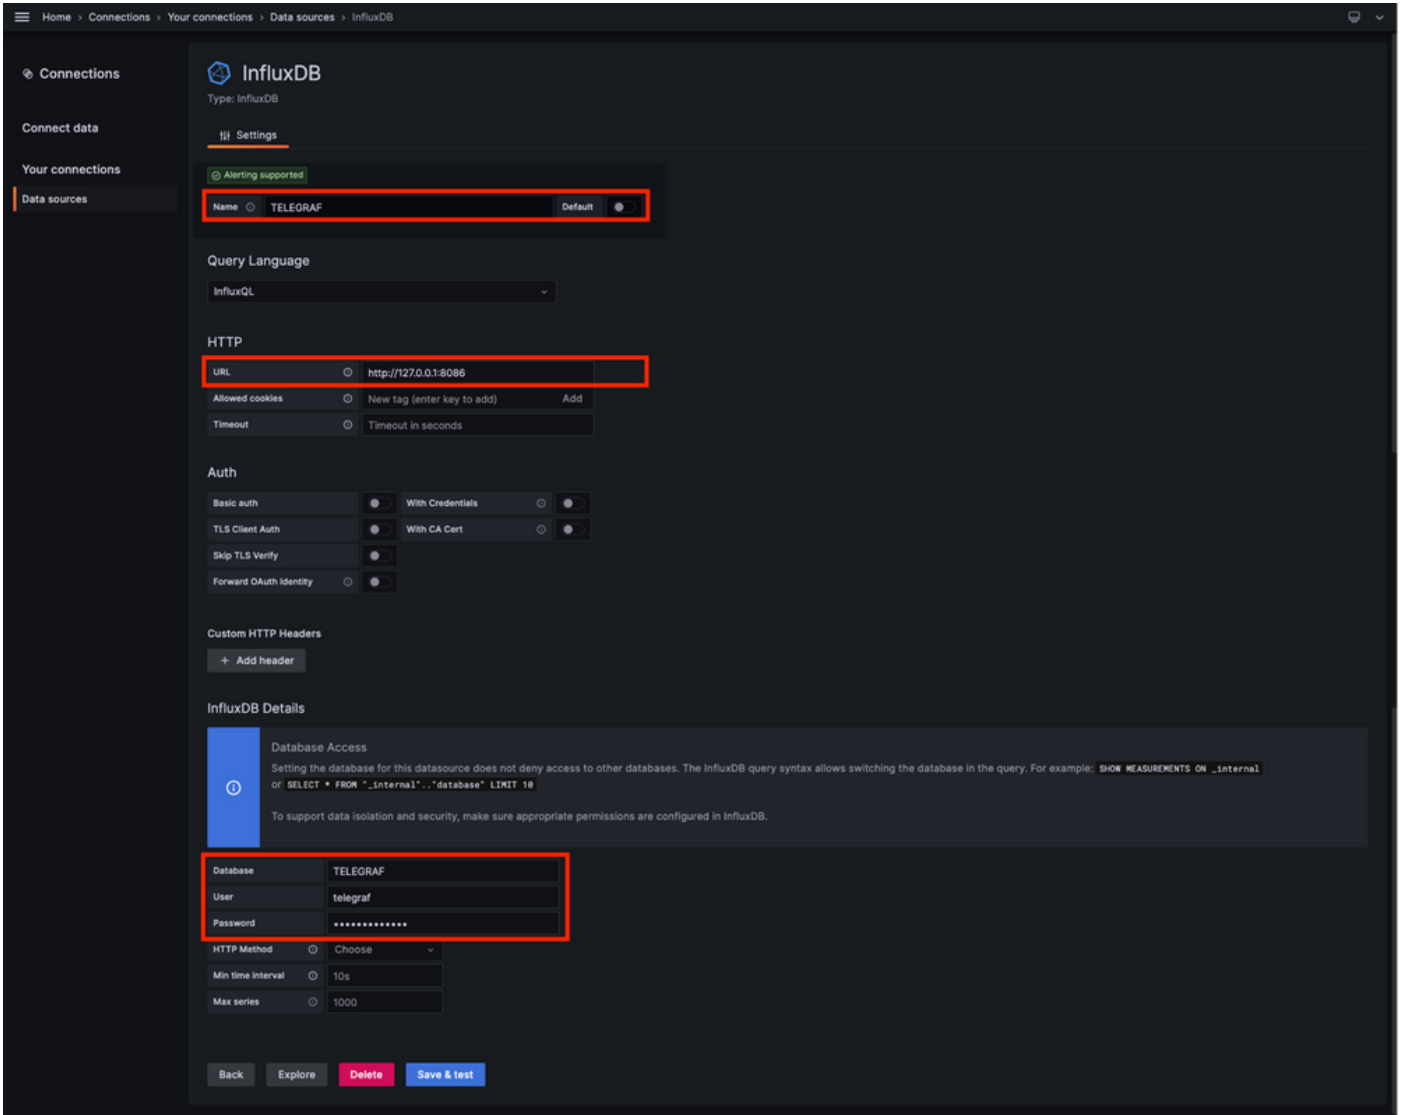 Home › Connections › Your connections › Data sources › InfluxDB
Connections
Connect data
Your connections
Data sources
InfluxDB
Type: InfluxDB
Settings
Alerting supported
Name TELEGRAF Default
Query Language
InfluxQL
HTTP
URL http://127.0.0.1:8086
Allowed cookies New tag (enter key to add) Add
Timeout Timeout in seconds
Auth
Basic auth With Credentials
TLS Client Auth With CA Cert
Skip TLS Verify
Forward OAuth Identity
Custom HTTP Headers
+ Add header
InfluxDB Details
Database Access
Setting the database for this datasource does not deny access to other databases. The InfluxDB query syntax allows switching the database in the query. For example: SHOW MEASUREMENTS ON _internal
or SELECT * FROM "_internal".."database" LIMIT 10
To support data isolation and security, make sure appropriate permissions are configured in InfluxDB.
Database TELEGRAF
User telegraf
Password •••••••••••••
HTTP Method Choose
Min time interval 10s
Max series 1000
Back Explore Delete Save & test